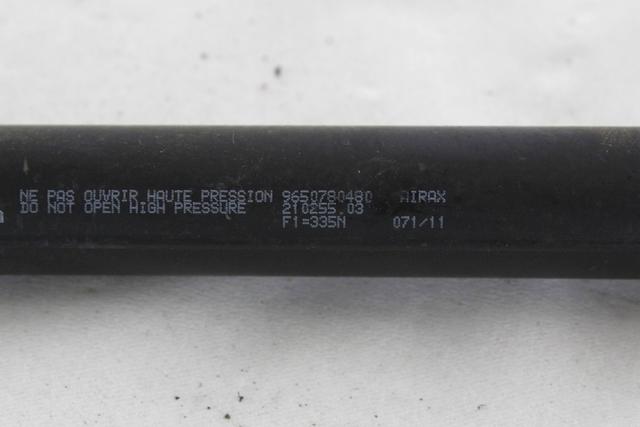 NE PAS OUVRIR HAUTE PRESSION 9650780480 AIRAX
DO NOT OPEN HIGH PRESSURE 210255.03
F1=335N 071/11